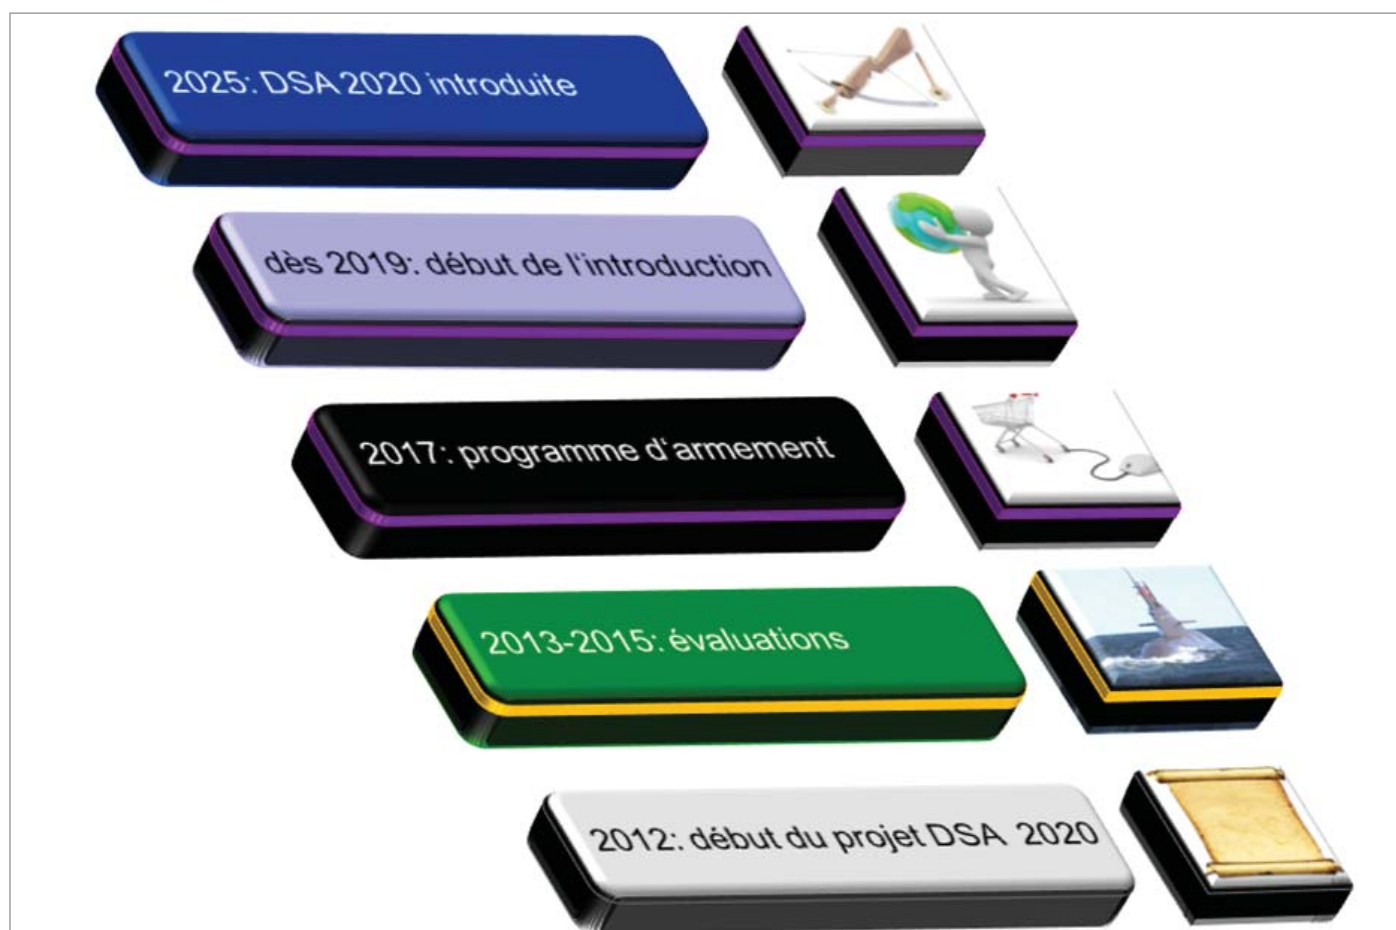 2025: DSA 2020 introduite
dès 2019: début de l'introduction
2017: programme d'armement
2013-2015: évaluations
2012: début du projet DSA 2020